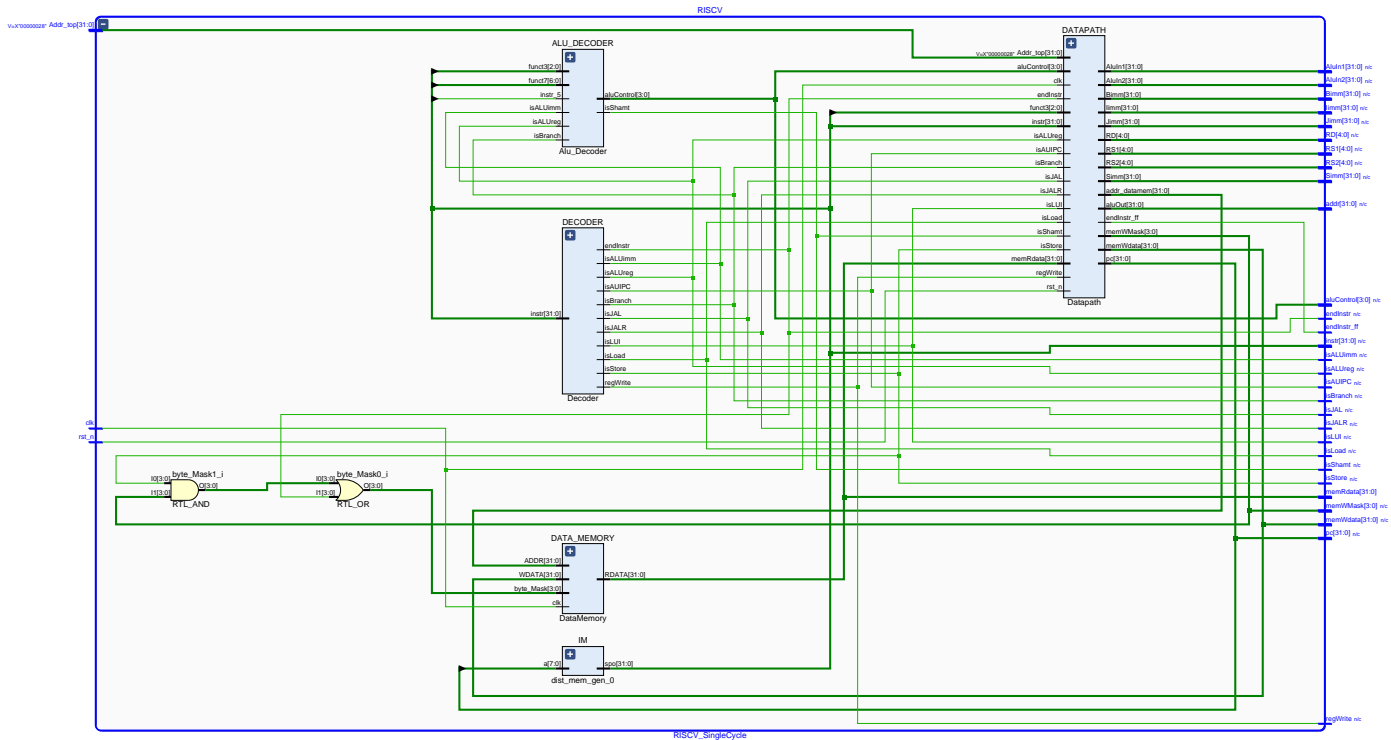 RISCV
V=X"00000028" Addr_top[31:0]
ALU_DECODER
funct3[2:0]
funct7[6:0]
instr_5
isALUimm
isALUreg
isBranch
aluControl[3:0]
isShamt
Alu_Decoder
DECODER
instr[31:0]
endInstr
isALUimm
isALUreg
isAUIPC
isBranch
isJAL
isJALR
isLUI
isLoad
isStore
regWrite
Decoder
DATAPATH
V=X"00000028" Addr_top[31:0]
aluControl[3:0]
clk
endInstr
funct3[2:0]
instr[31:0]
isALUreg
isAUIPC
isBranch
isJAL
isJALR
isLUI
isLoad
isShamt
isStore
memRdata[31:0]
regWrite
rst_n
AluIn1[31:0]
AluIn2[31:0]
Bimm[31:0]
Iimm[31:0]
Jimm[31:0]
RD[4:0]
RS1[4:0]
RS2[4:0]
Simm[31:0]
addr_datamem[31:0]
aluOut[31:0]
endInstr_ff
memWMask[3:0]
memWdata[31:0]
pc[31:0]
Datapath
AluIn1[31:0] n/c
AluIn2[31:0] n/c
Bimm[31:0] n/c
Iimm[31:0] n/c
Jimm[31:0] n/c
RD[4:0] n/c
RS1[4:0] n/c
RS2[4:0] n/c
Simm[31:0] n/c
addr[31:0] n/c
aluControl[3:0] n/c
endInstr n/c
endInstr_ff
instr[31:0] n/c
isALUimm n/c
isALUreg n/c
isAUIPC n/c
isBranch n/c
isJAL n/c
isJALR n/c
isLUI n/c
isLoad n/c
isShamt n/c
isStore n/c
memRdata[31:0]
memWMask[3:0] n/c
memWdata[31:0] n/c
pc[31:0] n/c
regWrite n/c
clk
rst_n
byte_Mask1_i
I0[3:0]
I1[3:0]
O[3:0]
RTL_AND
byte_Mask0_i
I0[3:0]
I1[3:0]
O[3:0]
RTL_OR
DATA_MEMORY
ADDR[31:0]
WDATA[31:0]
byte_Mask[3:0]
clk
RDATA[31:0]
DataMemory
IM
a[7:0]
spo[31:0]
dist_mem_gen_0
RISCV_SingleCycle